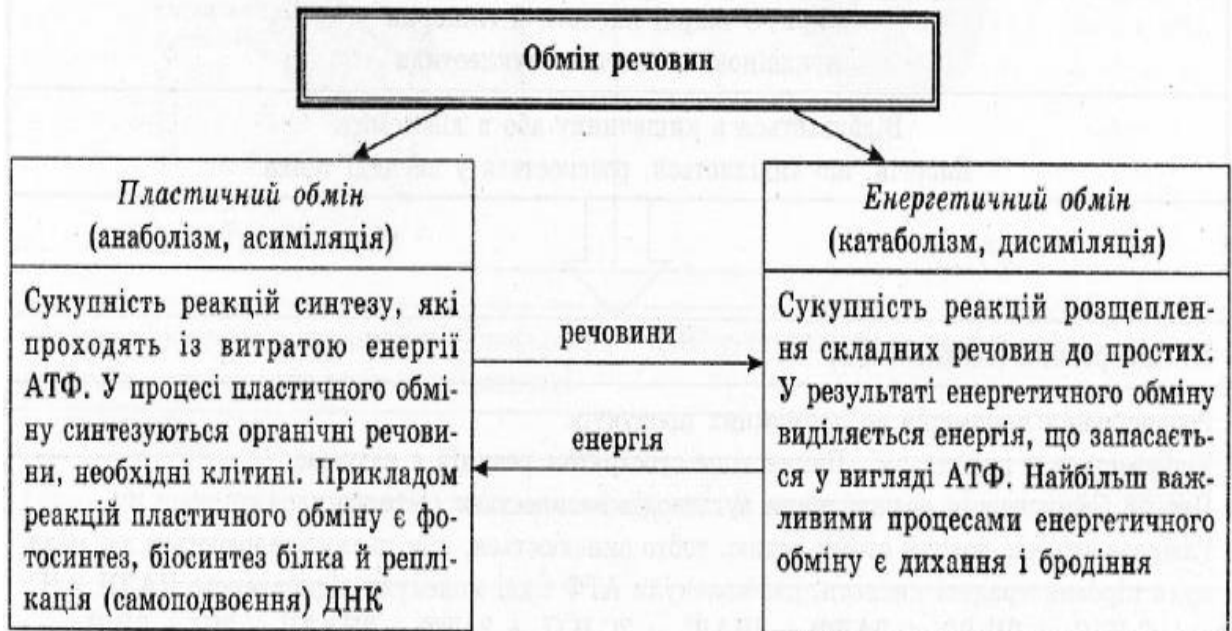 Обмін речовин
Пластичний обмін
(анаболізм, асиміляція)
Сукупність реакцій синтезу, які
проходять із витратою енергії
АТФ. У процесі пластичного обмі-
ну синтезуються органічні речови-
ни, необхідні клітині. Прикладом
реакцій пластичного обміну є фо-
тосинтез, біосинтез білка й реплі-
кація (самоподвоєння) ДНК
речовини
енергія
Енергетичний обмін
(катаболізм, дисиміляція)
Сукупність реакцій розщеплен-
ня складних речовин до простих.
У результаті енергетичного обміну
виділяється енергія, що запасаєть-
ся у вигляді АТФ. Найбільш важ-
ливими процесами енергетичного
обміну є дихання і бродіння